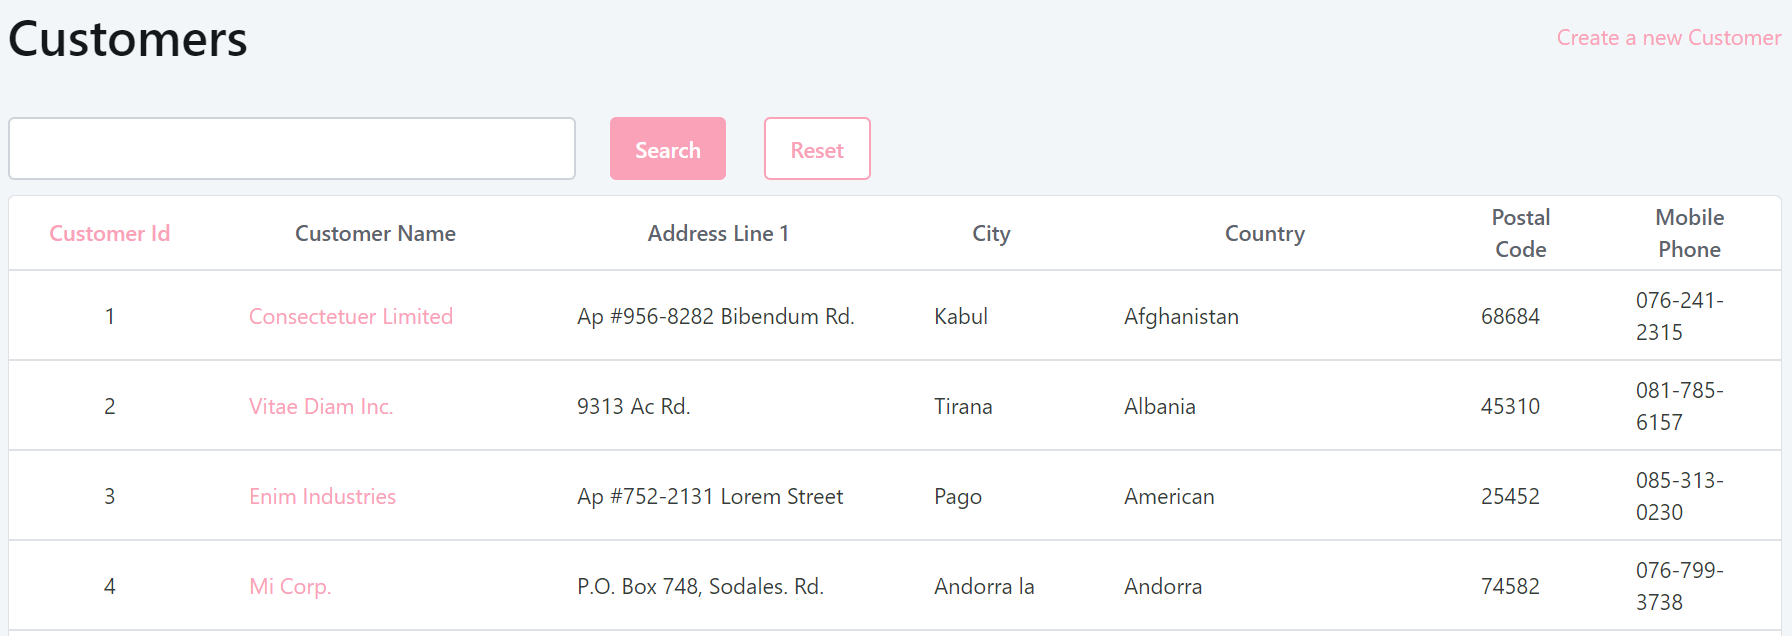 Customers
Create a new Customer
Search Reset
Customer Id Customer Name Address Line 1 City Country Postal Code Mobile Phone
1 Consectetuer Limited Ap #956-8282 Bibendum Rd. Kabul Afghanistan 68684 076-241-2315
2 Vitae Diam Inc. 9313 Ac Rd. Tirana Albania 45310 081-785-6157
3 Enim Industries Ap #752-2131 Lorem Street Pago American 25452 085-313-0230
4 Mi Corp. P.O. Box 748, Sodales. Rd. Andorra la Andorra 74582 076-799-3738